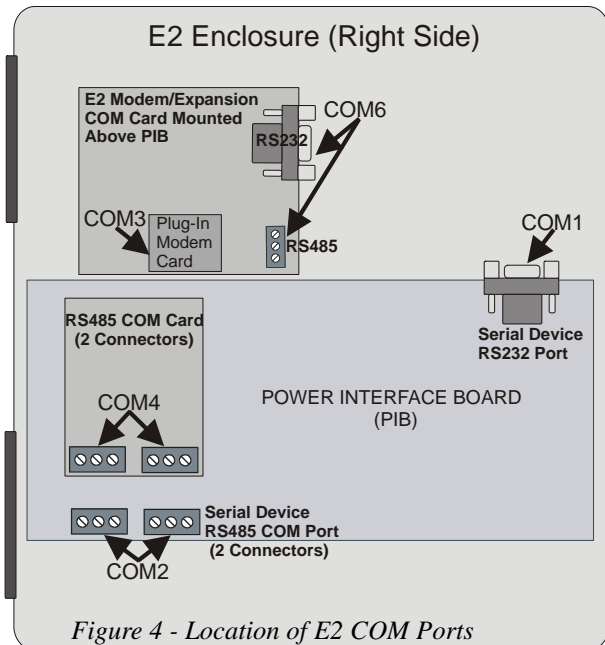 E2 Enclosure (Right Side)
E2 Modem/Expansion
COM Card Mounted
Above PIB
RS232
COM6
COM3
Plug-In
Modem
Card
RS485
COM1
Serial Device
RS232 Port
RS485 COM Card
(2 Connectors)
COM4
POWER INTERFACE BOARD
(PIB)
Serial Device
RS485 COM Port
(2 Connectors)
COM2
Figure 4 - Location of E2 COM Ports